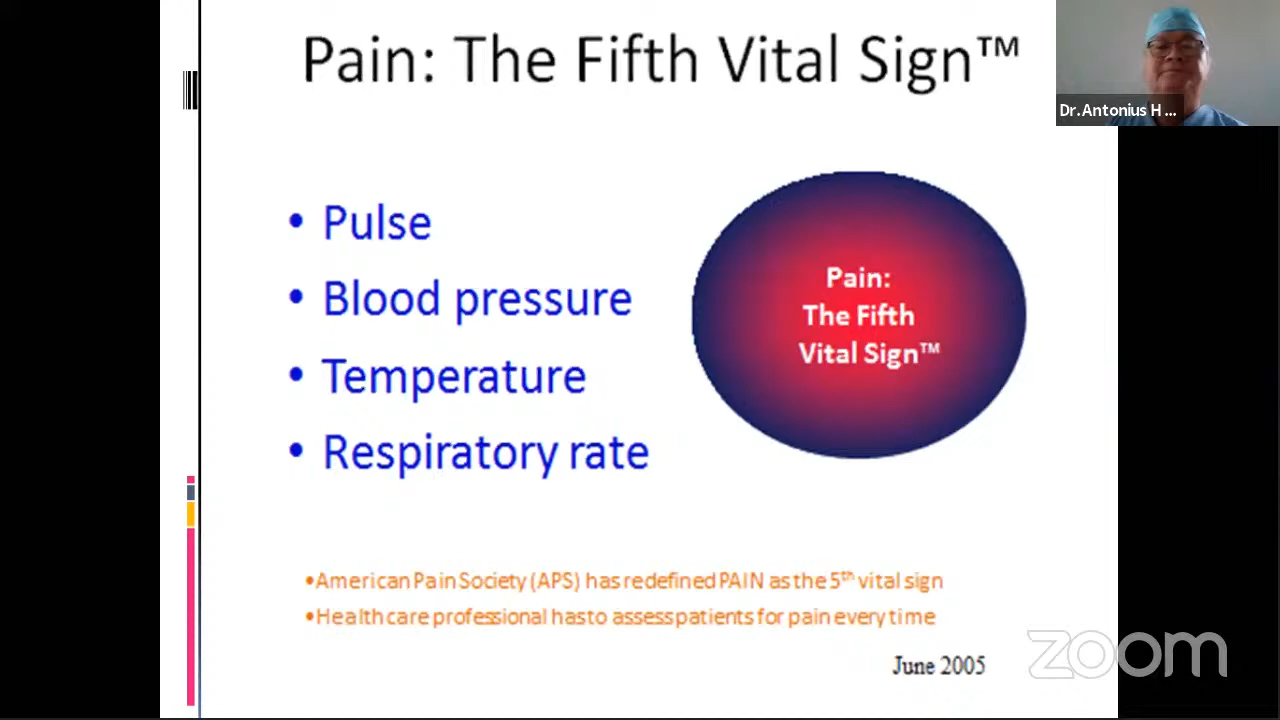 Pain: The Fifth Vital Sign™
Dr.Antonius H ...
• Pulse
• Blood pressure
• Temperature
• Respiratory rate
Pain:
The Fifth
Vital Sign™
•American Pain Society (APS) has redefined PAIN as the 5th vital sign
•Health care professional has to assess patients for pain every time
June 2005
zoom